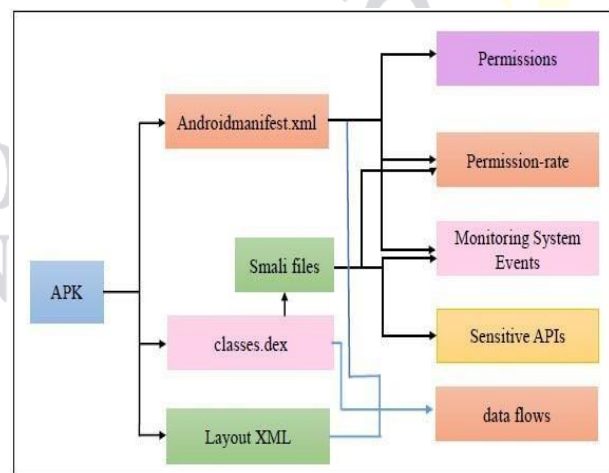 Permissions
Androidmanifest.xml
Permission-rate
Smali files
Monitoring System
Events
APK
classes.dex
Sensitive APIs
Layout XML
data flows